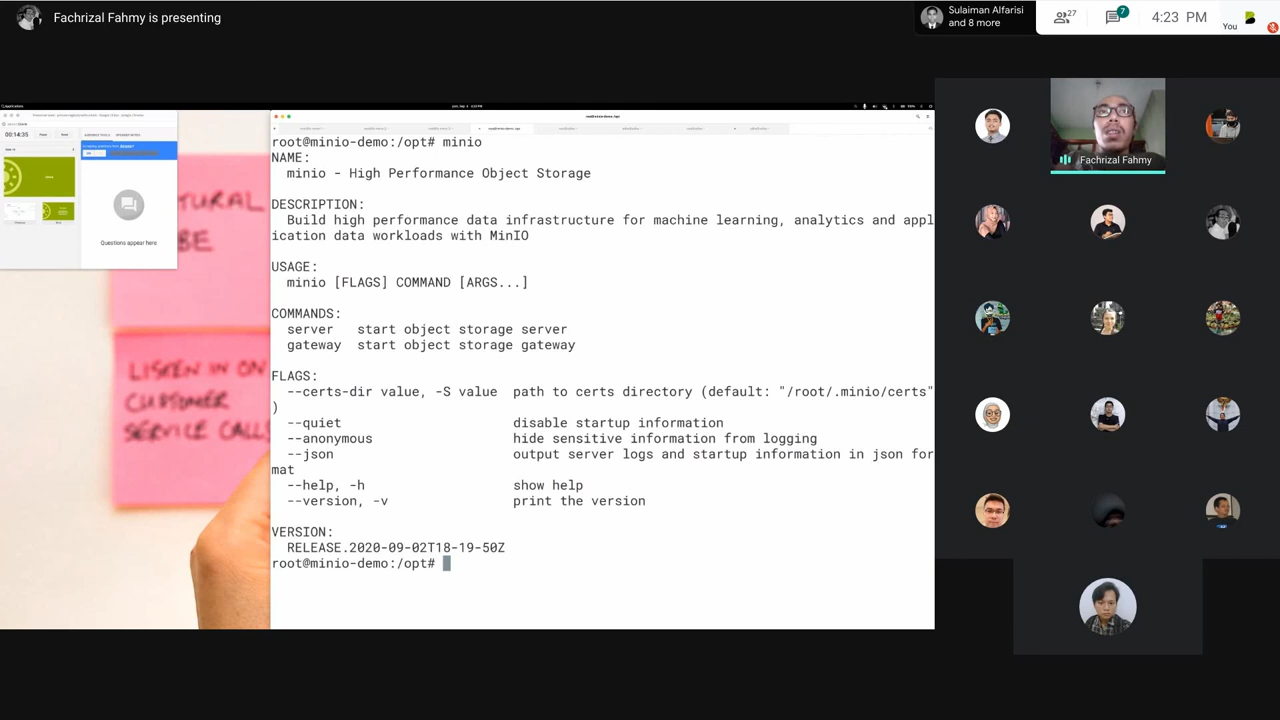 Fachrizal Fahmy is presenting
Sulaiman Alfarisi
and 8 more
27
7
4:23 PM
You
Fachrizal Fahmy
00:14:35
Questions appear here
LISTEN IN ON
CUSTOMER
SERVICE CALLS
root@minio-demo:/opt# minio
NAME:
minio - High Performance Object Storage
DESCRIPTION:
Build high performance data infrastructure for machine learning, analytics and appl
ication data workloads with MinIO
USAGE:
minio [FLAGS] COMMAND [ARGS...]
COMMANDS:
server start object storage server
gateway start object storage gateway
FLAGS:
--certs-dir value, -S value path to certs directory (default: "/root/.minio/certs"
)
--quiet disable startup information
--anonymous hide sensitive information from logging
--json output server logs and startup information in json for
mat
--help, -h show help
--version, -v print the version
VERSION:
RELEASE.2020-09-02T18-19-50Z
root@minio-demo:/opt#